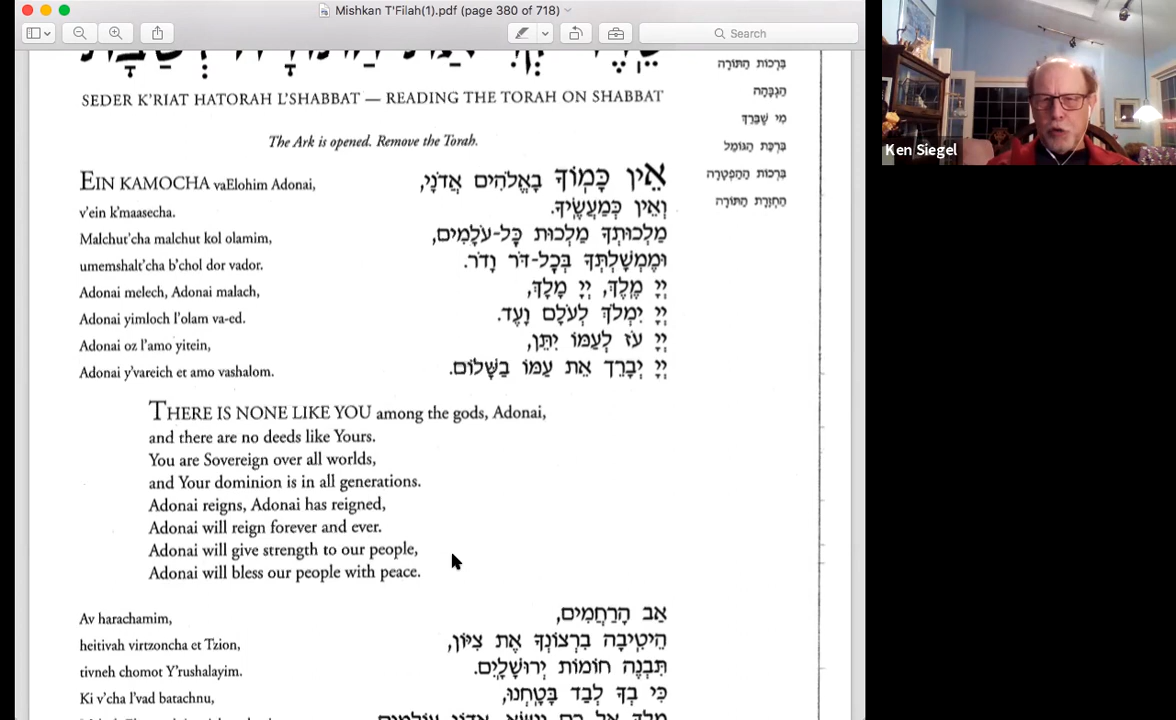 Mishkan T'Filah(1).pdf (page 380 of 718)
Search
SEDER K'RIAT HATORAH L'SHABBAT — READING THE TORAH ON SHABBAT
The Ark is opened. Remove the Torah.
EIN KAMOCHA vaElohim Adonai,
v'ein k'maasecha.
Malchut'cha malchut kol olamim,
umemshalt'cha b'chol dor vador.
Adonai melech, Adonai malach,
Adonai yimloch l'olam va-ed.
Adonai oz l'amo yitein,
Adonai y'vareich et amo vashalom.
אֵין כָּמֽוֹךָ בָאֱלֹהִים אֲדֹנָי,
וְאֵין כְּמַעֲשֶֽׂיךָ.
מַלְכוּתְךָ מַלְכוּת כָּל-עֹלָמִים,
וּמֶמְשַׁלְתְּךָ בְּכָל-דֹּר וָדֹר.
יְיָ מֶֽלֶךְ, יְיָ מָלָךְ,
יְיָ יִמְלֹךְ לְעֹלָם וָעֶד.
יְיָ עֹז לְעַמּוֹ יִתֵּן,
יְיָ יְבָרֵךְ אֶת עַמּוֹ בַשָּׁלוֹם.
THERE IS NONE LIKE YOU among the gods, Adonai,
and there are no deeds like Yours.
You are Sovereign over all worlds,
and Your dominion is in all generations.
Adonai reigns, Adonai has reigned,
Adonai will reign forever and ever.
Adonai will give strength to our people,
Adonai will bless our people with peace.
Av harachamim,
heitivah virtzoncha et Tzion,
tivneh chomot Y'rushalayim.
Ki v'cha l'vad batachnu,
אַב הָרַחֲמִים,
הֵיטִֽיבָה בִרְצוֹנְךָ אֶת צִיּוֹן,
תִּבְנֶה חוֹמוֹת יְרוּשָׁלָֽיִם.
כִּי בְךָ לְבַד בָּטָֽחְנוּ,
בִּרְכוֹת הַתּוֹרָה
הַגְבָּהָה
מִי שֶׁבֵּרַךְ
בִּרְכַּת הַגּוֹמֵל
בִּרְכוֹת הַהַפְטָרָה
הַחְזָרַת הַתּוֹרָה
Ken Siegel